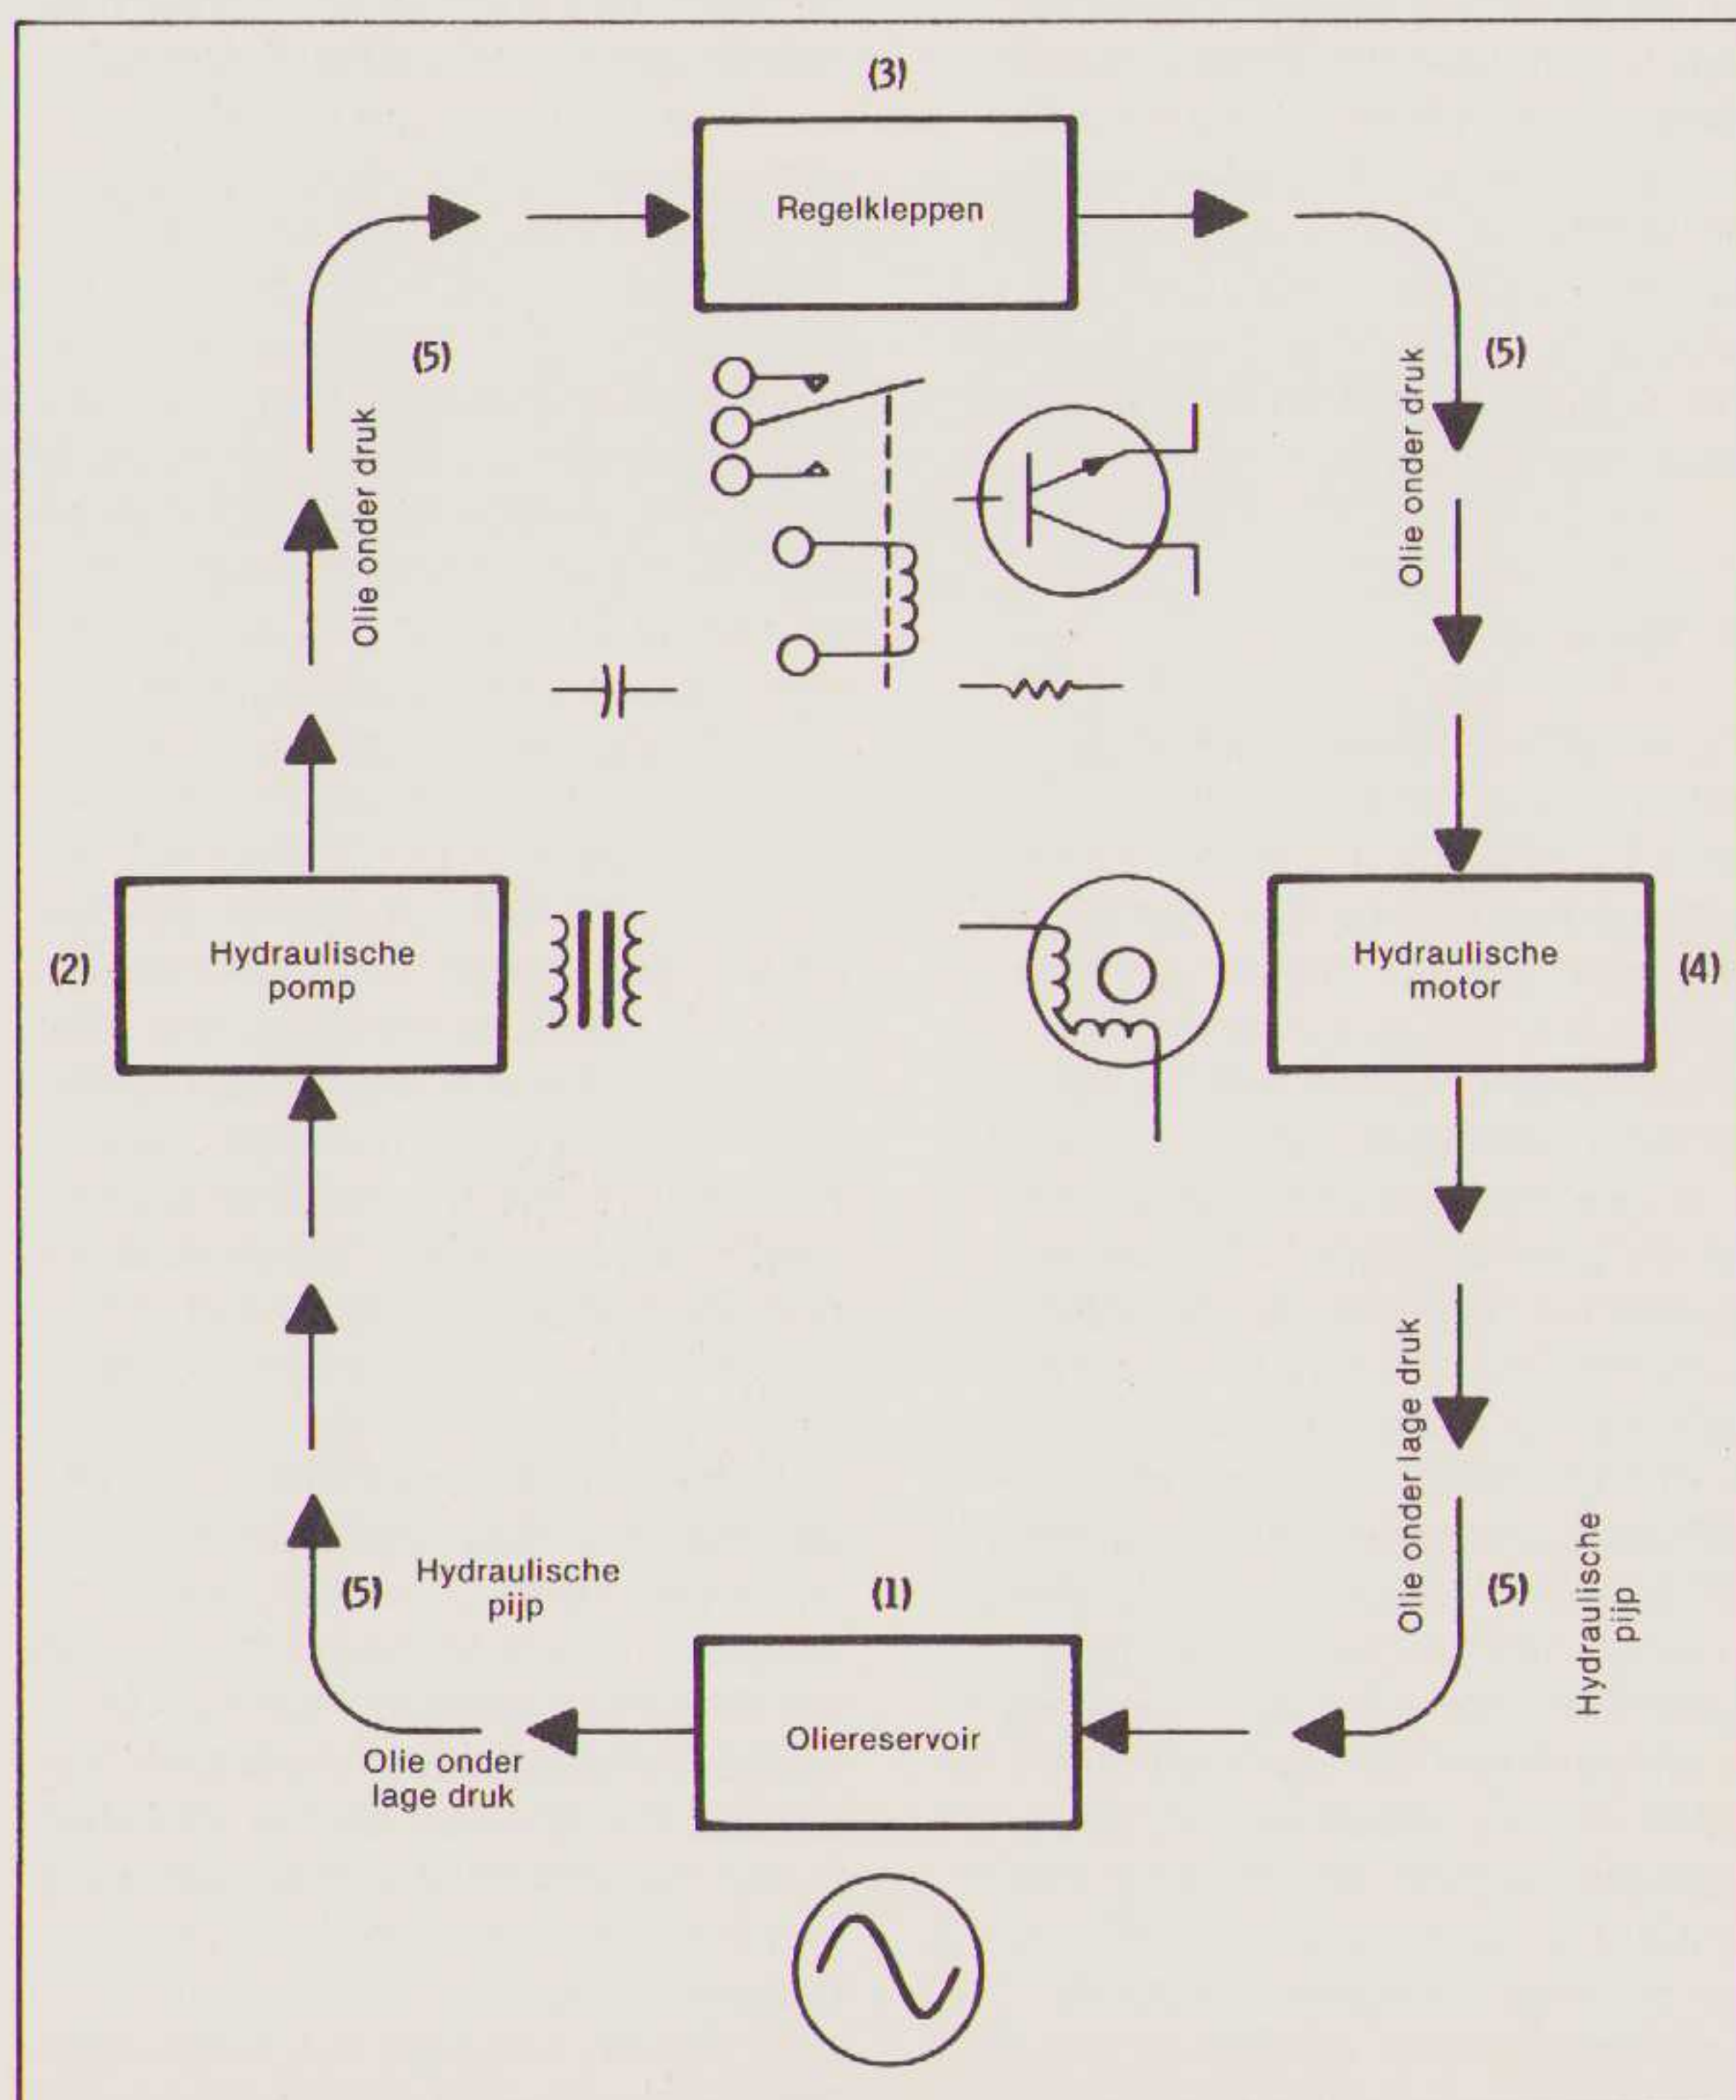 (3)
Regelkleppen
(5)
Olie onder druk
(5)
Olie onder druk
(2)
Hydraulische
pomp
Hydraulische
motor
(4)
Olie onder lage druk
(5)
Hydraulische
pijp
(5)
Hydraulische
pijp
(1)
Oliereservoir
Olie onder
lage druk